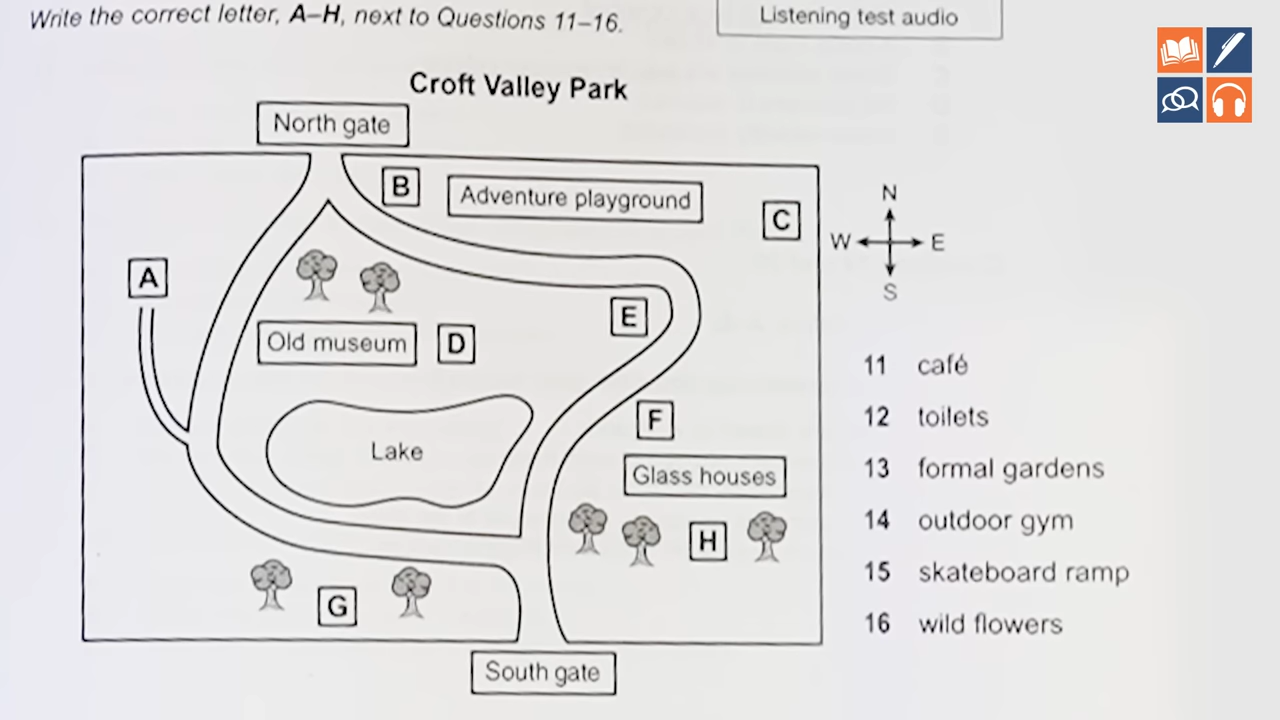 Write the correct letter, A–H, next to Questions 11–16.
Listening test audio
Croft Valley Park
North gate
B
Adventure playground
C
N
W E
S
A
E
Old museum
D
F
Lake
Glass houses
H
G
South gate
11 café
12 toilets
13 formal gardens
14 outdoor gym
15 skateboard ramp
16 wild flowers